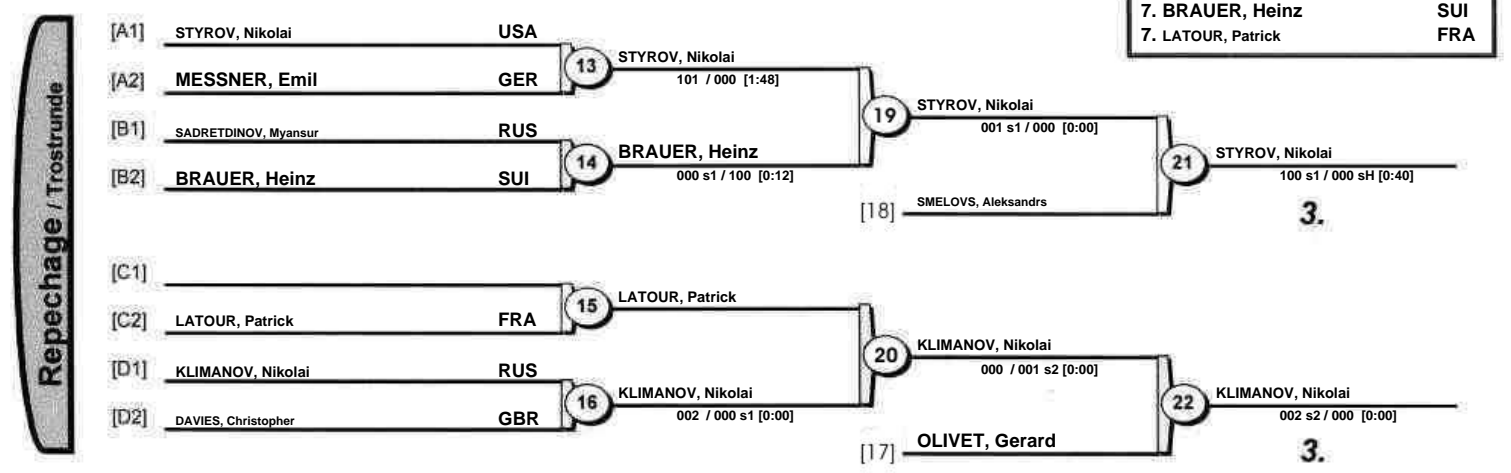 7. BRAUER, Heinz SUI
7. LATOUR, Patrick FRA
Repechage / Trostrunde
[A1] STYROV, Nikolai USA
[A2] MESSNER, Emil GER
13 STYROV, Nikolai
101 / 000 [1:48]
[B1] SADRETDINOV, Myansur RUS
[B2] BRAUER, Heinz SUI
14 BRAUER, Heinz
000 s1 / 100 [0:12]
19 STYROV, Nikolai
001 s1 / 000 [0:00]
[18] SMELOVS, Aleksandrs
21 STYROV, Nikolai
100 s1 / 000 sH [0:40]
3.
[C1]
[C2] LATOUR, Patrick FRA
15 LATOUR, Patrick
[D1] KLIMANOV, Nikolai RUS
[D2] DAVIES, Christopher GBR
16 KLIMANOV, Nikolai
002 / 000 s1 [0:00]
20 KLIMANOV, Nikolai
000 / 001 s2 [0:00]
[17] OLIVET, Gerard
22 KLIMANOV, Nikolai
002 s2 / 000 [0:00]
3.